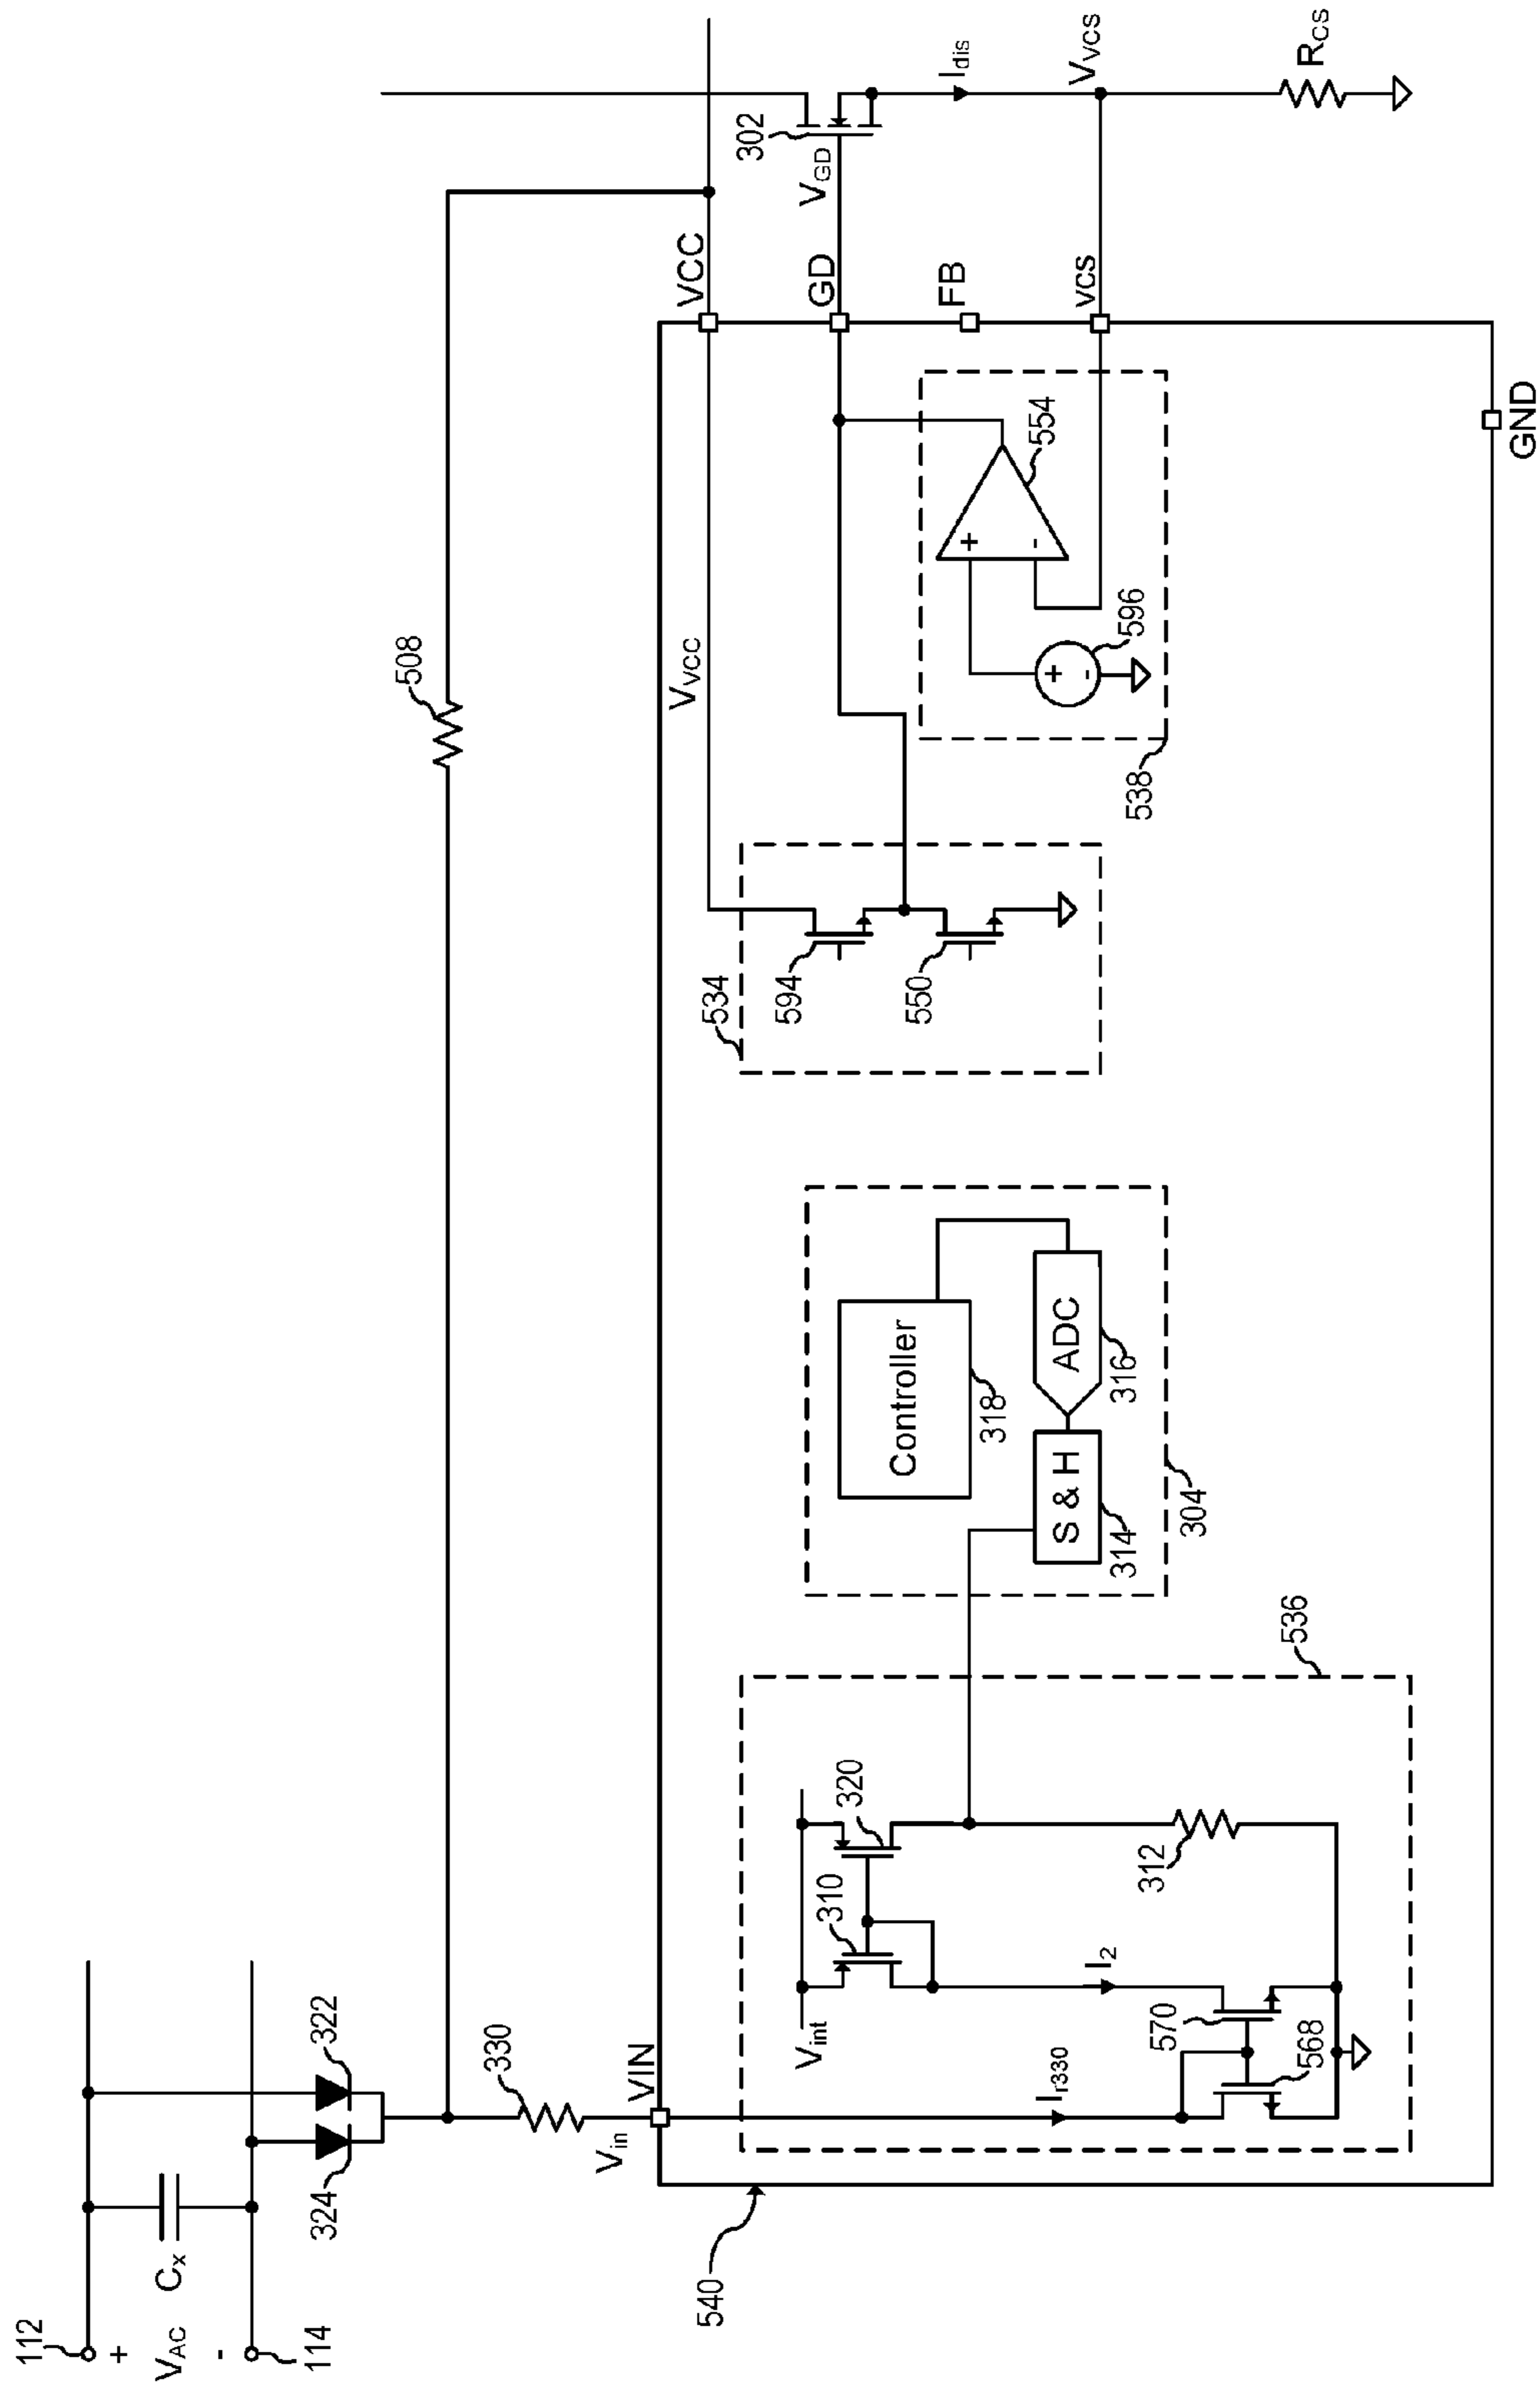 112
+
V_AC
-
114
C_x
324
322
330
508
V_in
VIN
540
V_int
310
320
I_r330
I_2
570
568
312
536
S & H
314
ADC
316
Controller
318
304
534
594
550
V_VCC
VCC
GD
V_GD
302
I_dis
FB
+
-
554
+
-
596
538
vcs
V_VCS
R_CS
GND